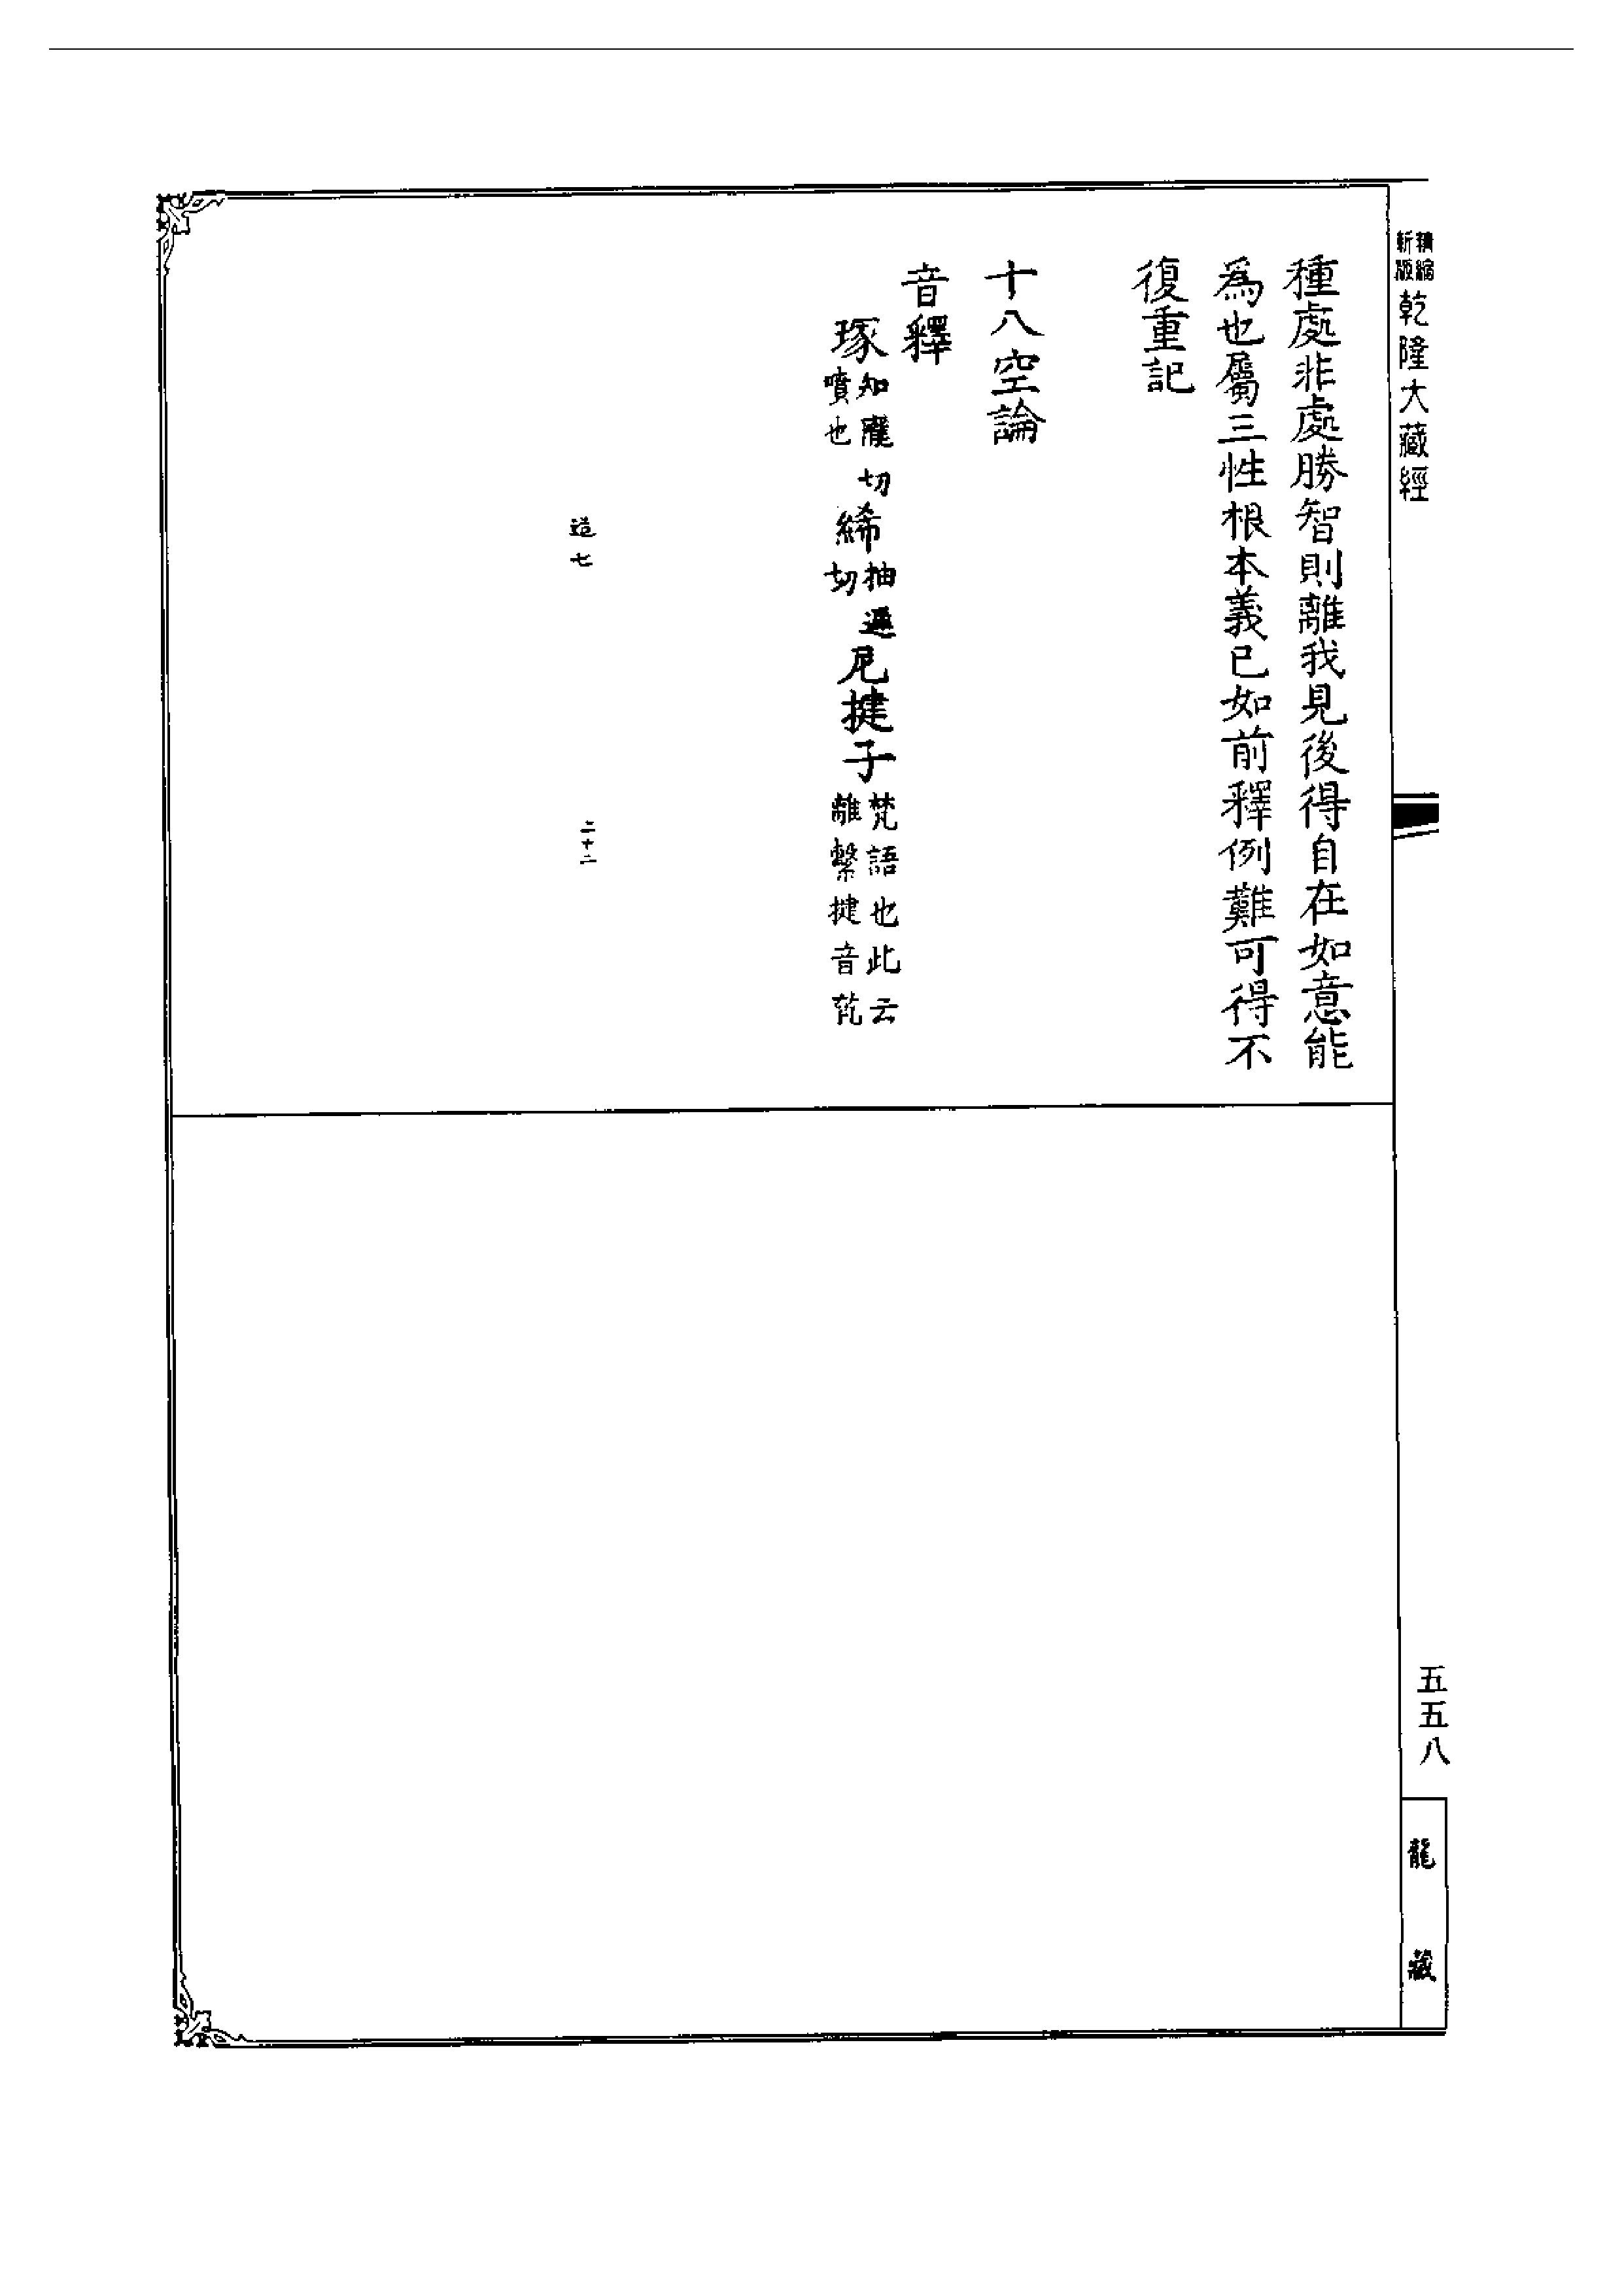 精縮
新版
乾隆大藏經
五五八
龍藏
種處非處勝智則離我見後得自在如意能
為也屬三性根本義已如前釋例難可得不
復重記
十八空論
音釋
琢知隴切噴也 絺抽遲切 尼揵子梵語也此云離繫揵音乾
造七
二十二